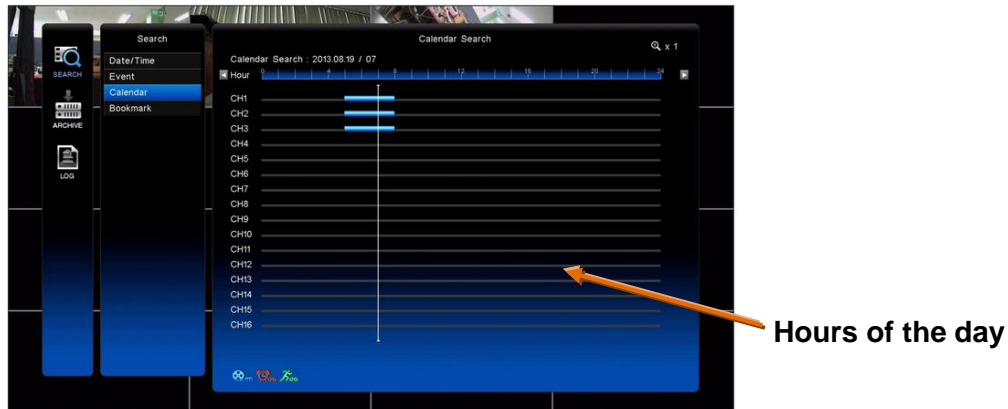 Search
Calendar Search
x 1
SEARCH
Date/Time
Event
Calendar
Bookmark
ARCHIVE
LOG
Calendar Search : 2013.08.19 / 07
Hour 0 4 8 12 16 20 24
CH1
CH2
CH3
CH4
CH5
CH6
CH7
CH8
CH9
CH10
CH11
CH12
CH13
CH14
CH15
CH16
Hours of the day